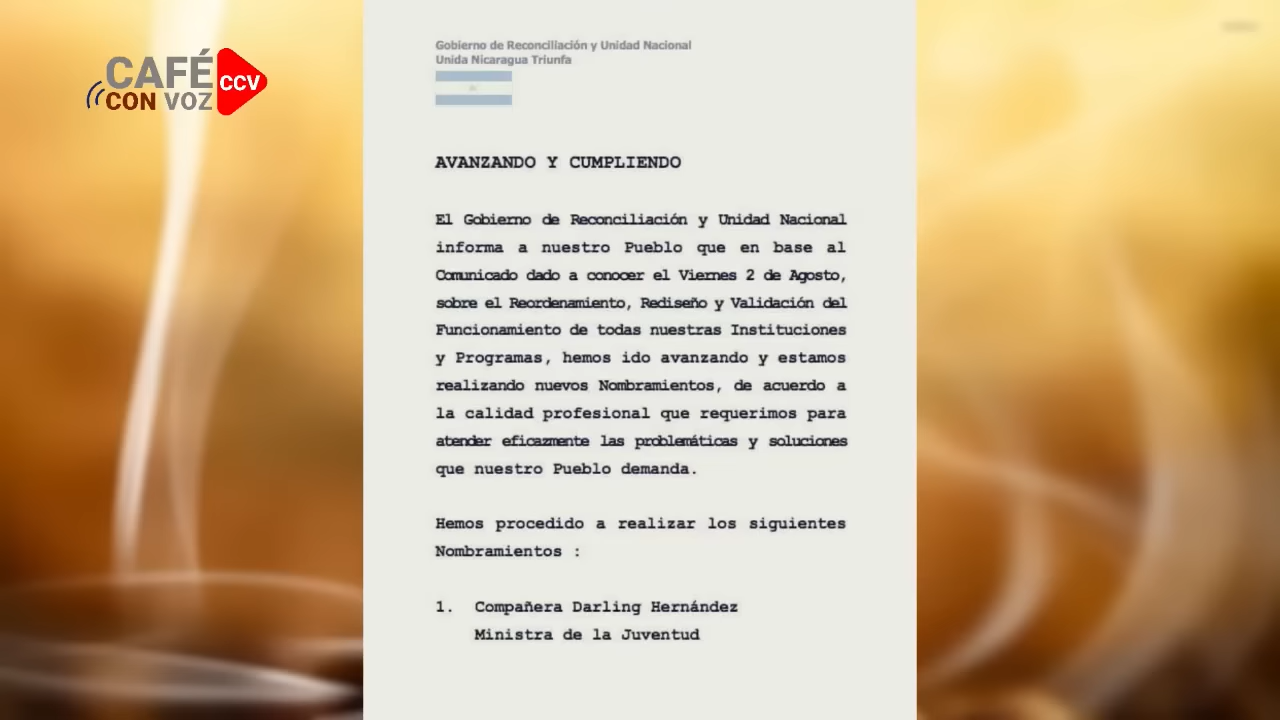 CAFÉ
CON VOZ
CCV
Gobierno de Reconciliación y Unidad Nacional
Unida Nicaragua Triunfa
AVANZANDO Y CUMPLIENDO
El Gobierno de Reconciliación y Unidad Nacional
informa a nuestro Pueblo que en base al
Comunicado dado a conocer el Viernes 2 de Agosto,
sobre el Reordenamiento, Rediseño y Validación del
Funcionamiento de todas nuestras Instituciones
y Programas, hemos ido avanzando y estamos
realizando nuevos Nombramientos, de acuerdo a
la calidad profesional que requerimos para
atender eficazmente las problemáticas y soluciones
que nuestro Pueblo demanda.
Hemos procedido a realizar los siguientes
Nombramientos :
1. Compañera Darling Hernández
Ministra de la Juventud